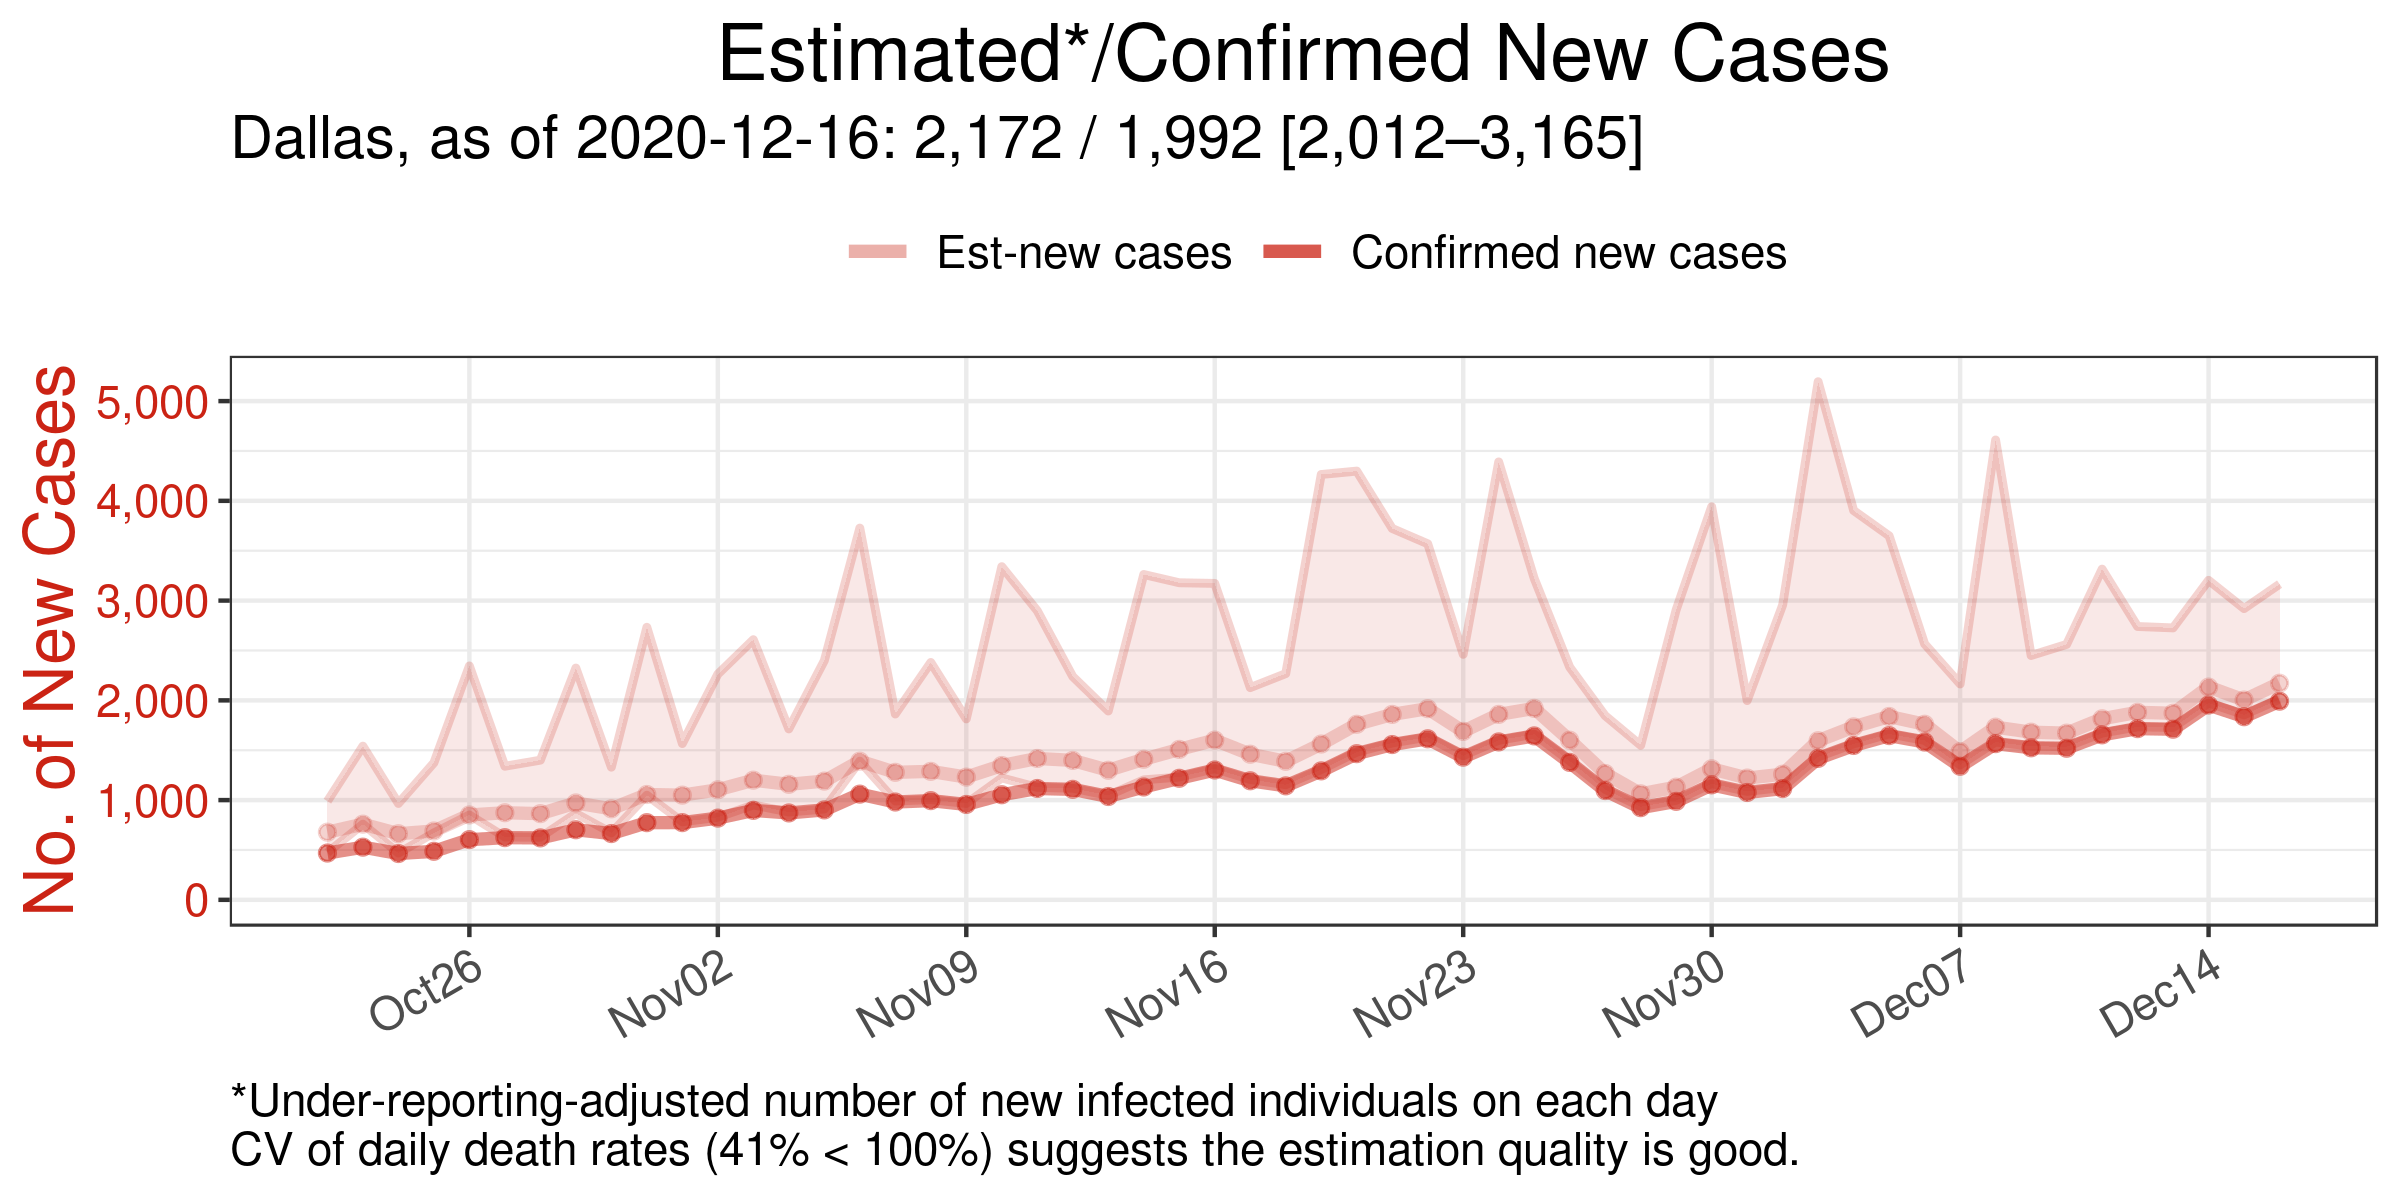 Estimated*/Confirmed New Cases
Dallas, as of 2020-12-16: 2,172 / 1,992 [2,012–3,165]
Est-new cases
Confirmed new cases
No. of New Cases
5,000
4,000
3,000
2,000
1,000
0
Oct26
Nov02
Nov09
Nov16
Nov23
Nov30
Dec07
Dec14
*Under-reporting-adjusted number of new infected individuals on each day
CV of daily death rates (41% < 100%) suggests the estimation quality is good.